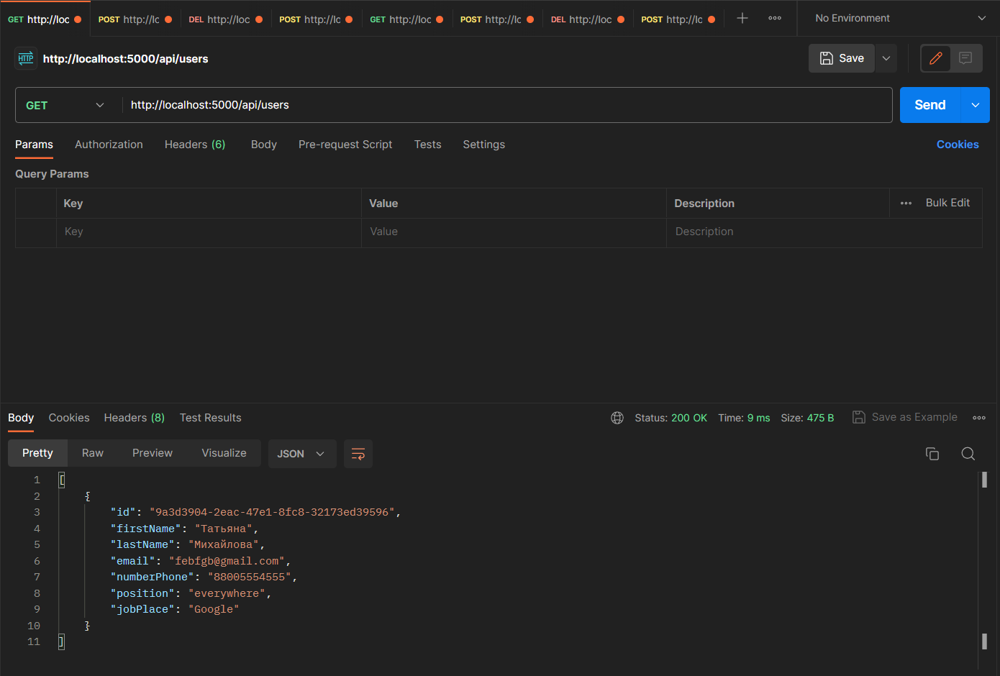 GET http://loc POST http://lc DEL http://loc POST http://lc GET http://loc POST http://lc DEL http://loc POST http://lc No Environment
HTTP http://localhost:5000/api/users Save
GET http://localhost:5000/api/users Send
Params Authorization Headers (6) Body Pre-request Script Tests Settings Cookies
Query Params
Key Value Description Bulk Edit
Key Value Description
Body Cookies Headers (8) Test Results Status: 200 OK Time: 9 ms Size: 475 B Save as Example
Pretty Raw Preview Visualize JSON
1 [
2 {
3 "id": "9a3d3904-2eac-47e1-8fc8-32173ed39596",
4 "firstName": "Татьяна",
5 "lastName": "Михайлова",
6 "email": "febfgb@gmail.com",
7 "numberPhone": "88005554555",
8 "position": "everywhere",
9 "jobPlace": "Google"
10 }
11 ]